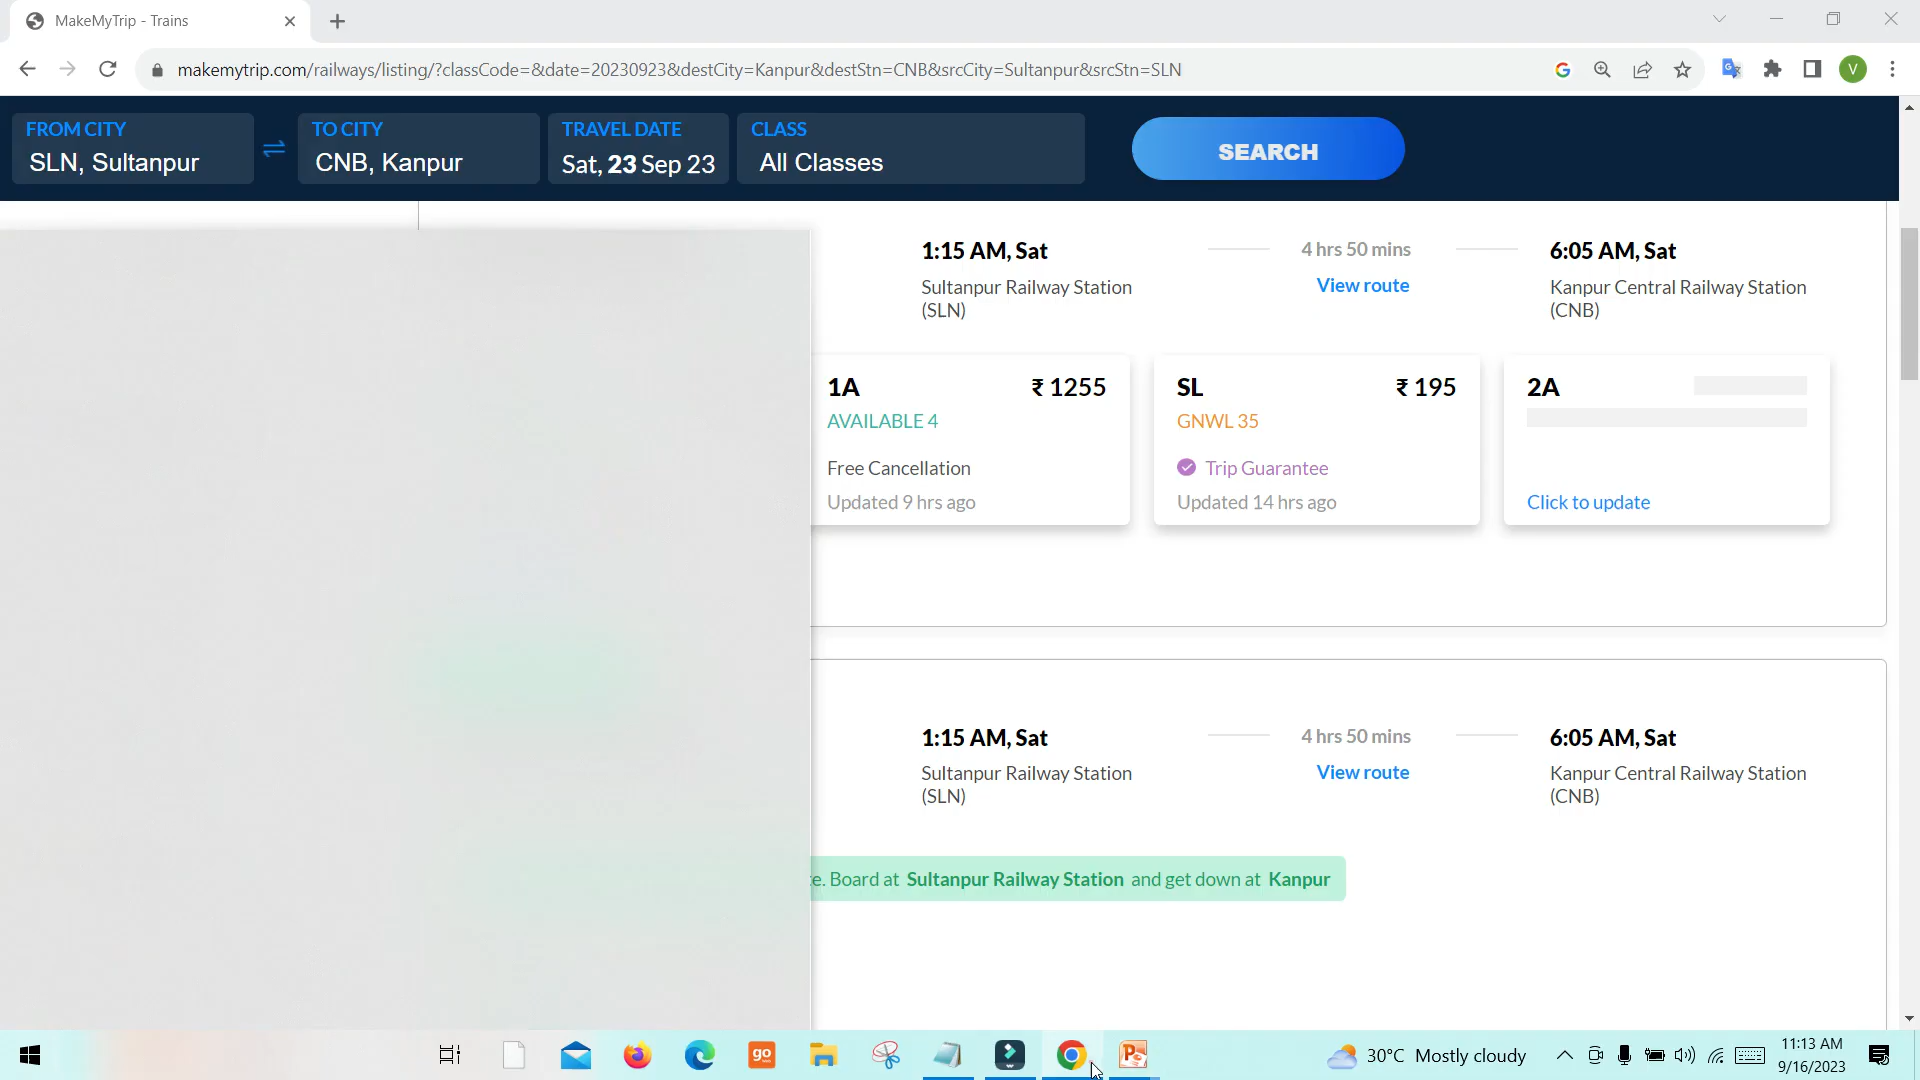 MakeMyTrip - Trains
makemytrip.com/railways/listing/?classCode=&date=20230923&destCity=Kanpur&destStn=CNB&srcCity=Sultanpur&srcStn=SLN
V
FROM CITY
SLN, Sultanpur
TO CITY
CNB, Kanpur
TRAVEL DATE
Sat, 23 Sep 23
CLASS
All Classes
SEARCH
1:15 AM, Sat
4 hrs 50 mins
6:05 AM, Sat
Sultanpur Railway Station
(SLN)
View route
Kanpur Central Railway Station
(CNB)
1A ₹ 1255
AVAILABLE 4
Free Cancellation
Updated 9 hrs ago
SL ₹ 195
GNWL 35
Trip Guarantee
Updated 14 hrs ago
2A
Click to update
1:15 AM, Sat
4 hrs 50 mins
6:05 AM, Sat
Sultanpur Railway Station
(SLN)
View route
Kanpur Central Railway Station
(CNB)
Board at Sultanpur Railway Station and get down at Kanpur
go
30°C Mostly cloudy
11:13 AM
9/16/2023